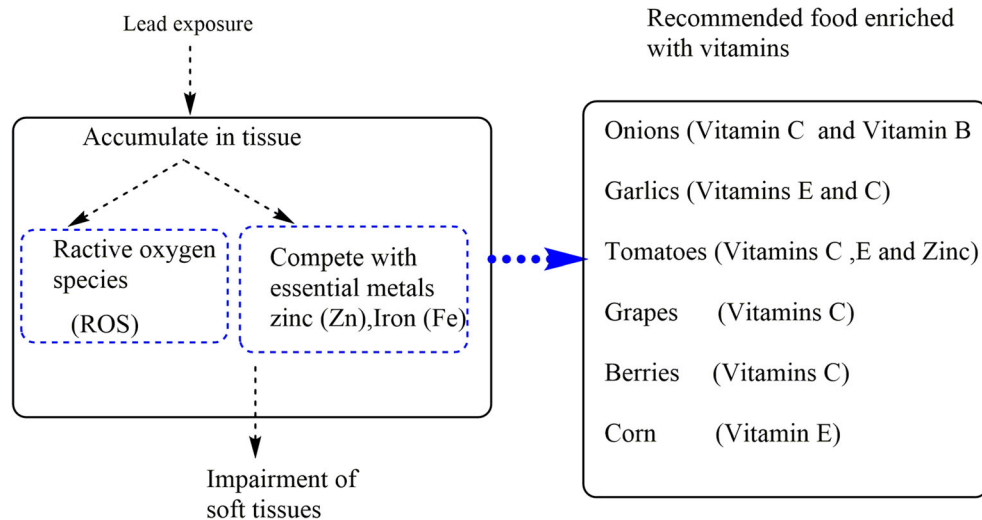 Lead exposure
Accumulate in tissue
Ractive oxygen
species
(ROS)
Compete with
essential metals
zinc (Zn),Iron (Fe)
Impairment of
soft tissues
Recommended food enriched
with vitamins
Onions (Vitamin C and Vitamin B
Garlics (Vitamins E and C)
Tomatoes (Vitamins C ,E and Zinc)
Grapes (Vitamins C)
Berries (Vitamins C)
Corn (Vitamin E)